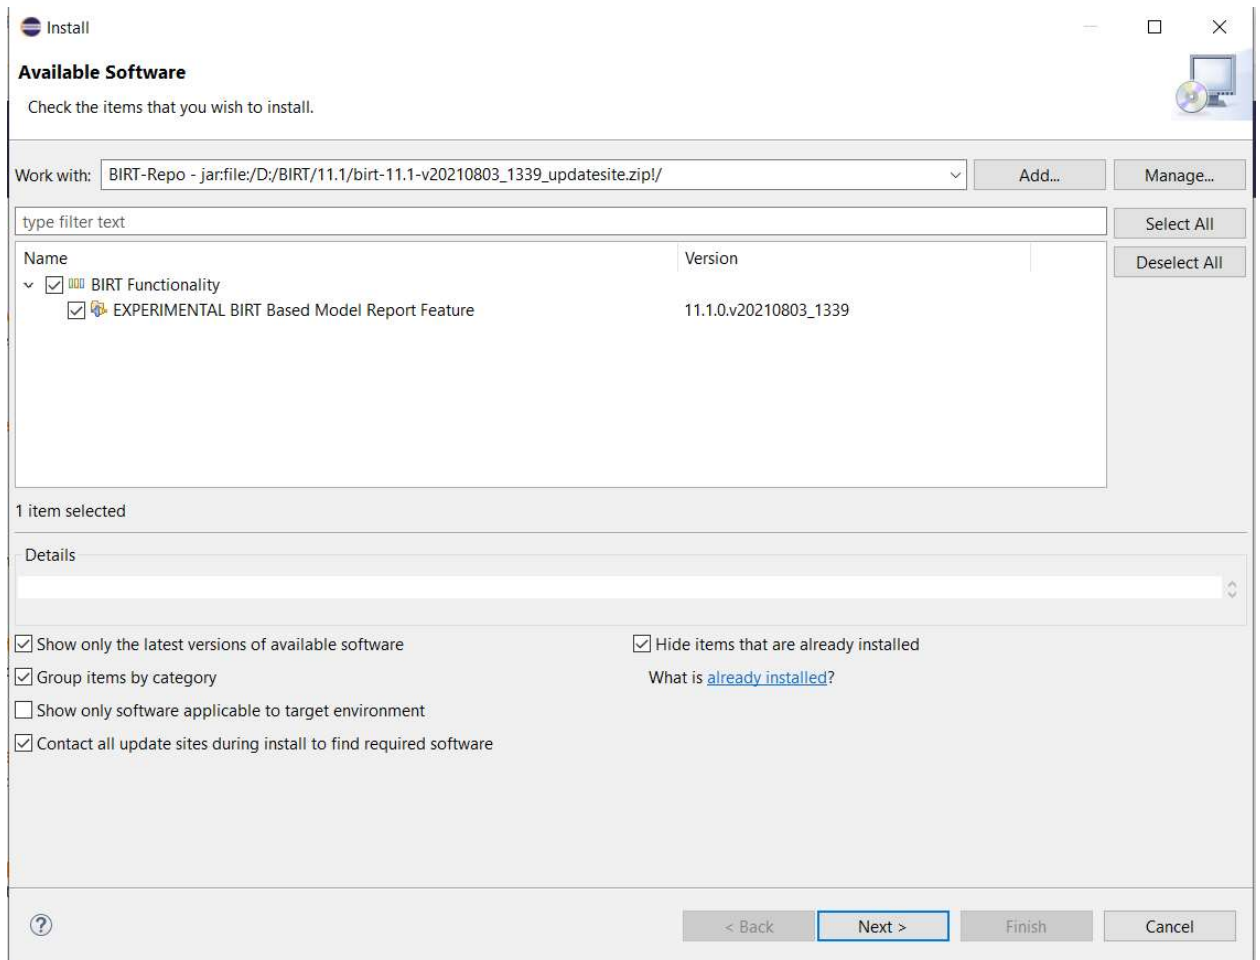 Install
Available Software
Check the items that you wish to install.
Work with: BIRT-Repo - jar:file:/D:/BIRT/11.1/birt-11.1-v20210803_1339_updatesite.zip!/ Add... Manage...
type filter text Select All
Name Version Deselect All
BIRT Functionality
EXPERIMENTAL BIRT Based Model Report Feature 11.1.0.v20210803_1339
1 item selected
Details
Show only the latest versions of available software Hide items that are already installed
Group items by category What is already installed?
Show only software applicable to target environment
Contact all update sites during install to find required software
? < Back Next > Finish Cancel